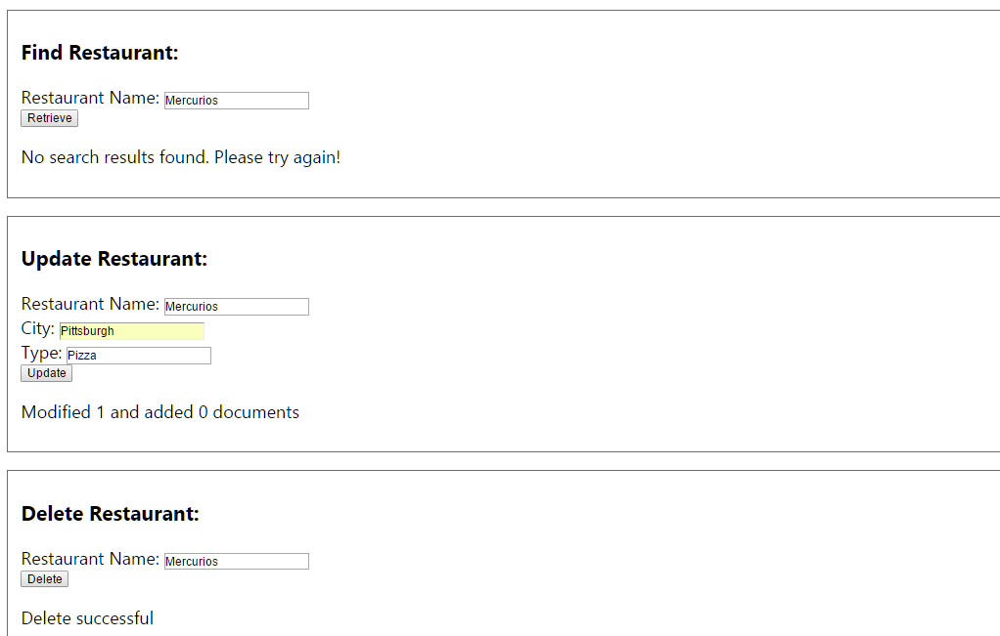 Find Restaurant:
Restaurant Name: Mercurios
Retrieve
No search results found. Please try again!
Update Restaurant:
Restaurant Name: Mercurios
City: Pittsburgh
Type: Pizza
Update
Modified 1 and added 0 documents
Delete Restaurant:
Restaurant Name: Mercurios
Delete
Delete successful